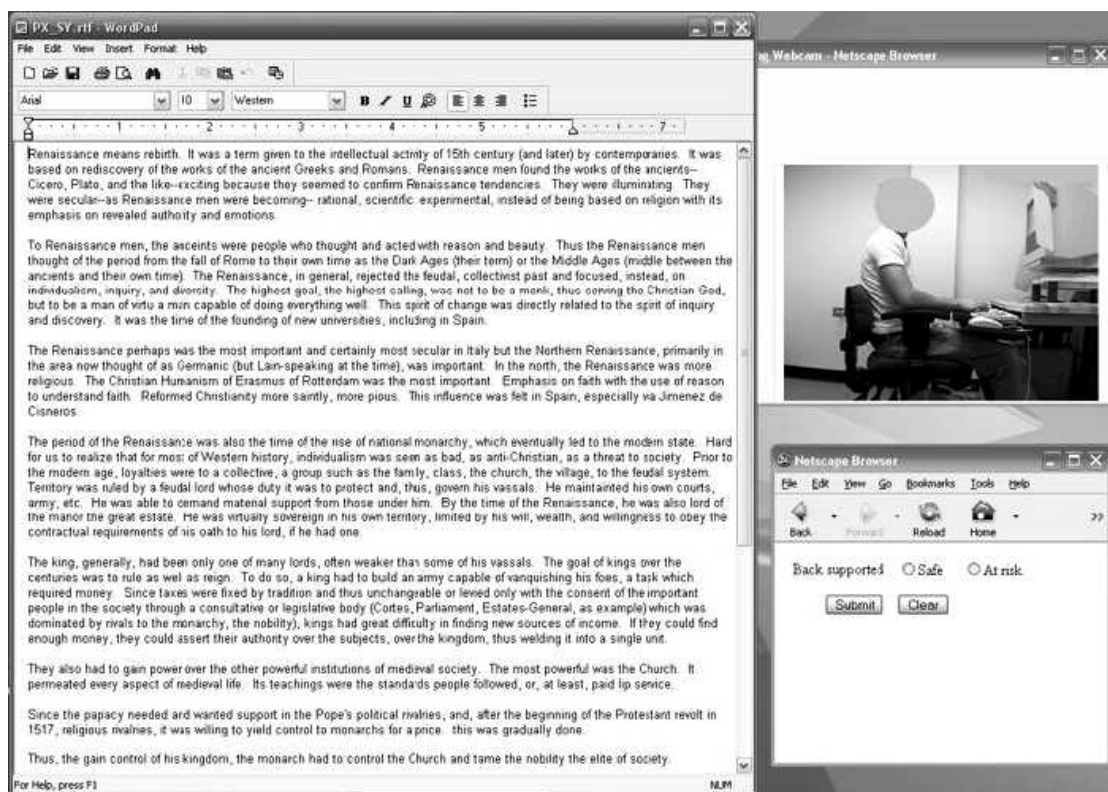 PX_SY.rtf - WordPad
File Edit View Insert Format Help
Arial 10 Western B / U
1 2 3 4 5 7
Renaissance means rebirth. It was a term given to the intellectual activity of 15th century (and later) by contemporaries. It was
based on rediscovery of the works of the ancient Greeks and Romans. Renaissance men found the works of the ancients--
Cicero, Plato, and the like--exciting because they seemed to confirm Renaissance tendencies. They were illuminating. They
were secular--as Renaissance men were becoming-- rational, scientific experimental, instead of being based on religion with its
emphasis on revealed authority and emotions.
To Renaissance men, the anceints were people who thought and acted with reason and beauty. Thus the Renaissance men
thought of the period from the fall of Rome to their own time as the Dark Ages (their term) or the Middle Ages (middle between the
ancients and their own time). The Renaissance, in general, rejected the feudal, collectivist past and focused, instead, on
individualism, inquiry, and diversity. The highest goal, the highest calling, was not to be a monk, thus serving the Christian God,
but to be a man of virtu a man capable of doing everything well. This spirit of change was directly related to the spirit of inquiry
and discovery. It was the time of the founding of new universities, including in Spain.
The Renaissance perhaps was the most important and certainly most secular in Italy but the Northern Renaissance, primarily in
the area now thought of as Germanic (but Lain-speaking at the time), was important. In the north, the Renaissance was more
religious. The Christian Humanism of Erasmus of Rotterdam was the most important. Emphasis on faith with the use of reason
to understand faith. Reformed Christianity more saintly, more pious. This influence was felt in Spain, especially via Jimenez de
Cisneros.
The period of the Renaissance was also the time of the rise of national monarchy, which eventually led to the modern state. Hard
for us to realize that for most of Western history, individualism was seen as bad, as anti-Christian, as a threat to society. Prior to
the modern age, loyalties were to a collective, a group such as the family, class, the church, the village, to the feudal system.
Territory was ruled by a feudal lord whose duty it was to protect and, thus, govern his vassals. He maintainted his own courts,
army, etc. He was able to demand material support from those under him. By the time of the Renaissance, he was also lord of
the manor the great estate. He was virtually sovereign in his own territory, limited by his will, wealth, and willingness to obey the
contractual requirements of his oath to his lord, if he had one.
The king, generally, had been only one of many lords, often weaker than some of his vassals. The goal of kings over the
centuries was to rule as well as reign. To do so, a king had to build an army capable of vanquishing his foes, a task which
required money. Since taxes were fixed by tradition and thus unchangeable or levied only with the consent of the important
people in the society through a consultative or legislative body (Cortes, Parliament, Estates-General, as example) which was
dominated by rivals to the monarchy, the nobility), kings had great difficulty in finding new sources of income. If they could find
enough money, they could assert their authority over the subjects, over the kingdom, thus welding it into a single unit.
They also had to gain power over the other powerful institutions of medieval society. The most powerful was the Church. It
permeated every aspect of medieval life. Its teachings were the standards people followed, or, at least, paid lip service.
Since the papacy needed and wanted support in the Pope's political rivalries, and, after the beginning of the Protestant revolt in
1517, religious rivalries, it was willing to yield control to monarchs for a price. this was gradually done.
Thus, the gain control of his kingdom, the monarch had to control the Church and tame the nobility the elite of society.
For Help, press F1 NUM
ng Webcam - Netscape Browser
Netscape Browser
File Edit View Go Bookmarks Tools Help
Back Forward Reload Home
Back supported Safe At risk
Submit Clear